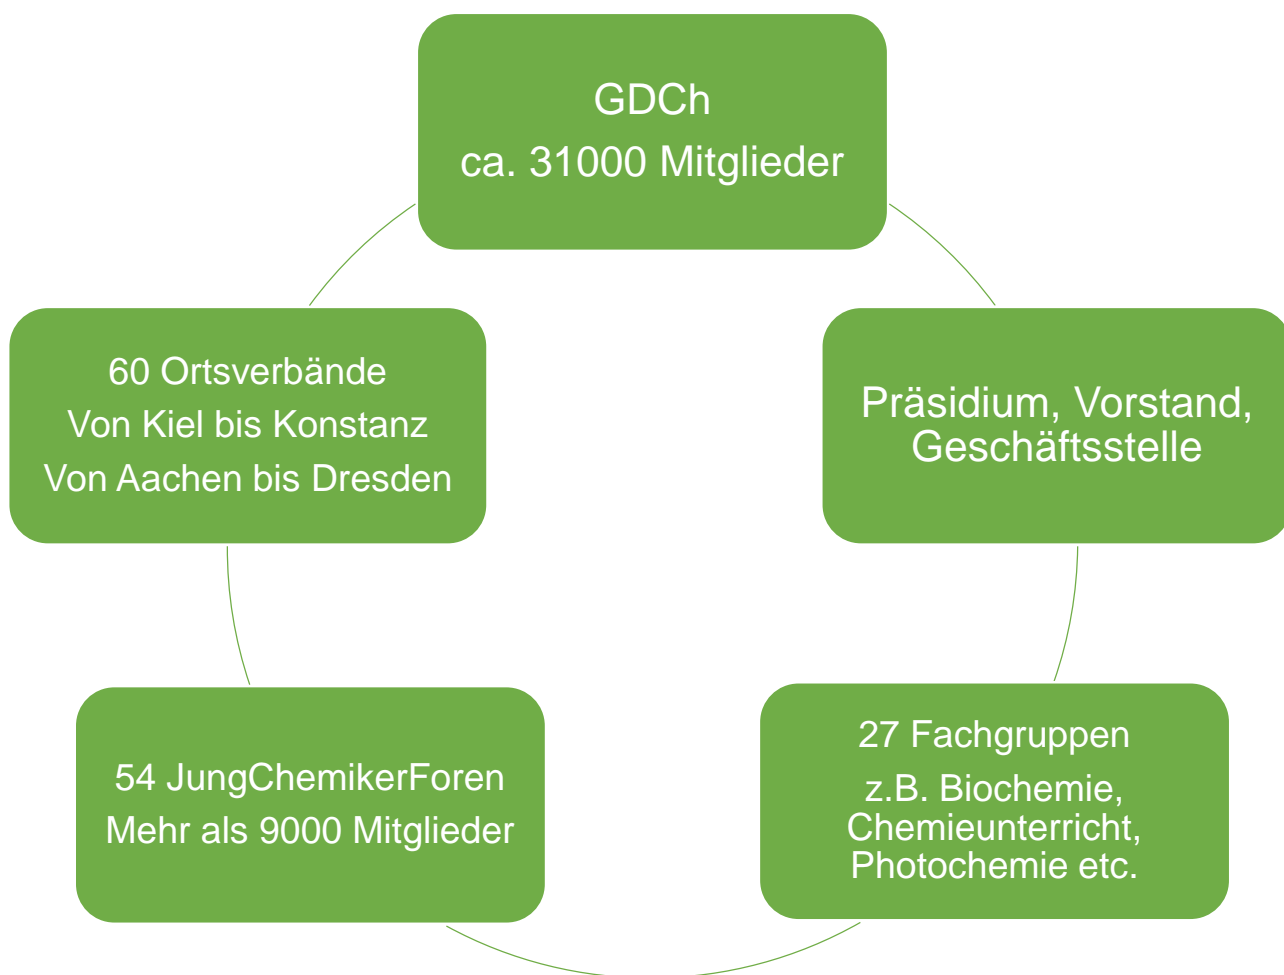 GDCh
ca. 31000 Mitglieder
60 Ortsverbände
Von Kiel bis Konstanz
Von Aachen bis Dresden
Präsidium, Vorstand,
Geschäftsstelle
54 JungChemikerForen
Mehr als 9000 Mitglieder
27 Fachgruppen
z.B. Biochemie,
Chemieunterricht,
Photochemie etc.